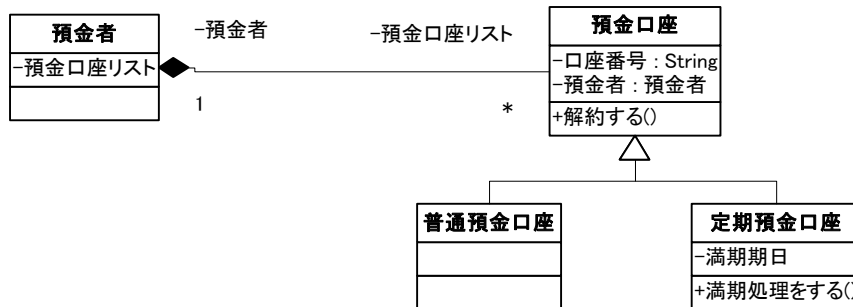 預金者
-預金口座リスト
-預金者
-預金口座リスト
1
*
預金口座
-口座番号 : String
-預金者 : 預金者
+解約する()
普通預金口座
定期預金口座
-満期期日
+満期処理をする()